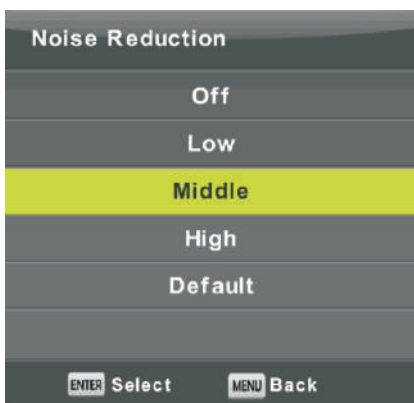 Noise Reduction
Off
Low
Middle
High
Default
ENTER Select MENU Back